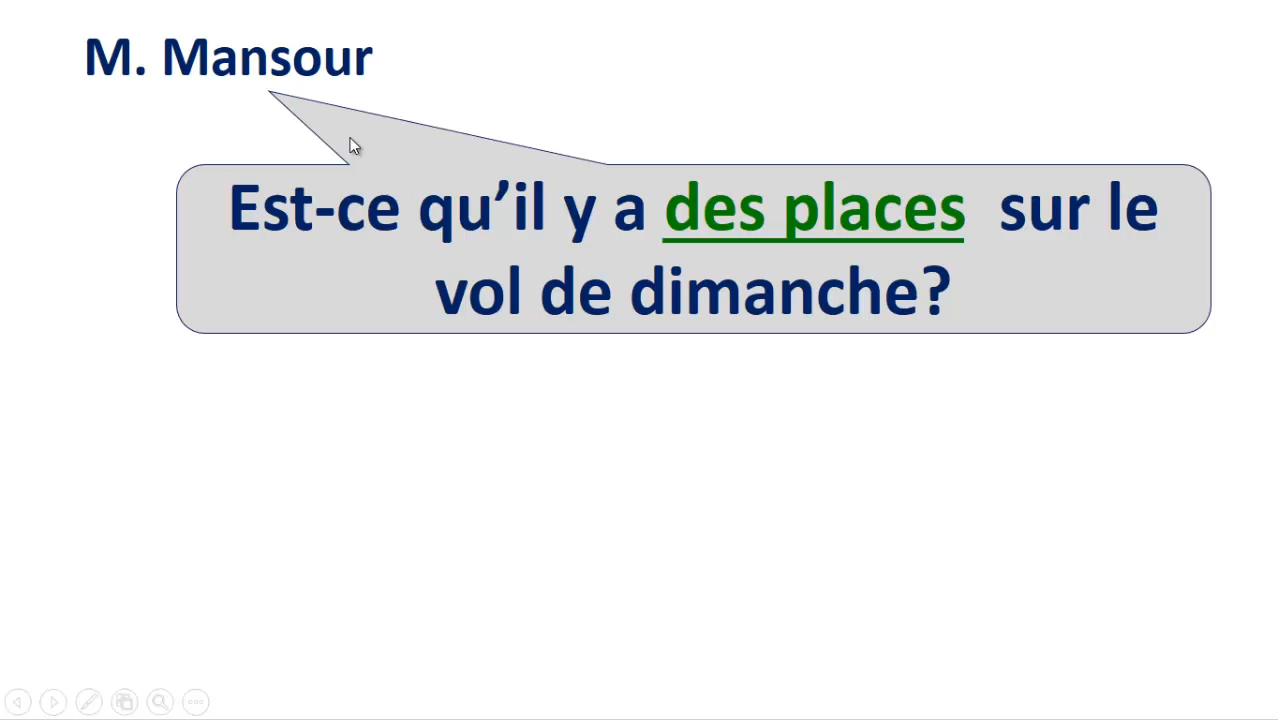 M. Mansour
Est-ce qu’il y a des places sur le
vol de dimanche?